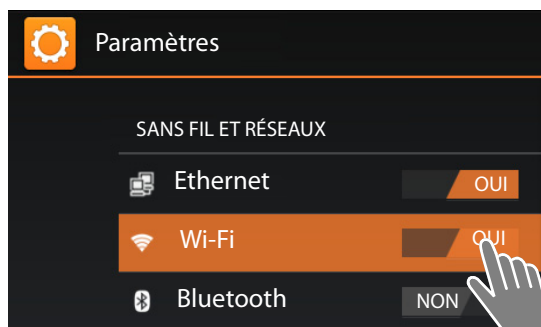 Paramètres
SANS FIL ET RÉSEAUX
Ethernet OUI
Wi-Fi OUI
Bluetooth NON